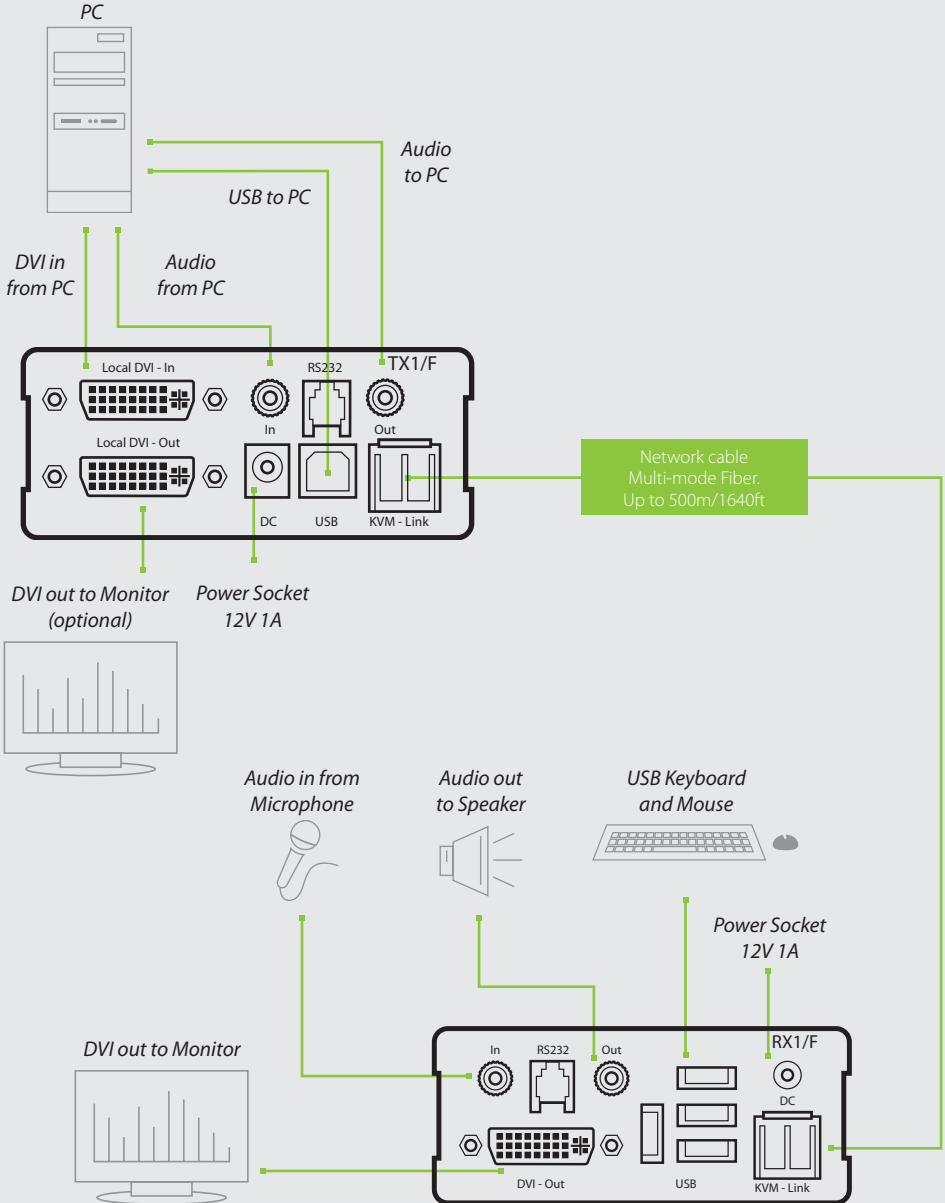 PC
Audio
to PC
USB to PC
DVI in
from PC
Audio
from PC
Local DVI - In
RS232
TX1/F
In
Out
Local DVI - Out
DC
USB
KVM - Link
Network cable
Multi-mode Fiber.
Up to 500m/1640ft
DVI out to Monitor
(optional)
Power Socket
12V 1A
Audio in from
Microphone
Audio out
to Speaker
USB Keyboard
and Mouse
Power Socket
12V 1A
DVI out to Monitor
In
RS232
Out
RX1/F
DC
DVI - Out
USB
KVM - Link